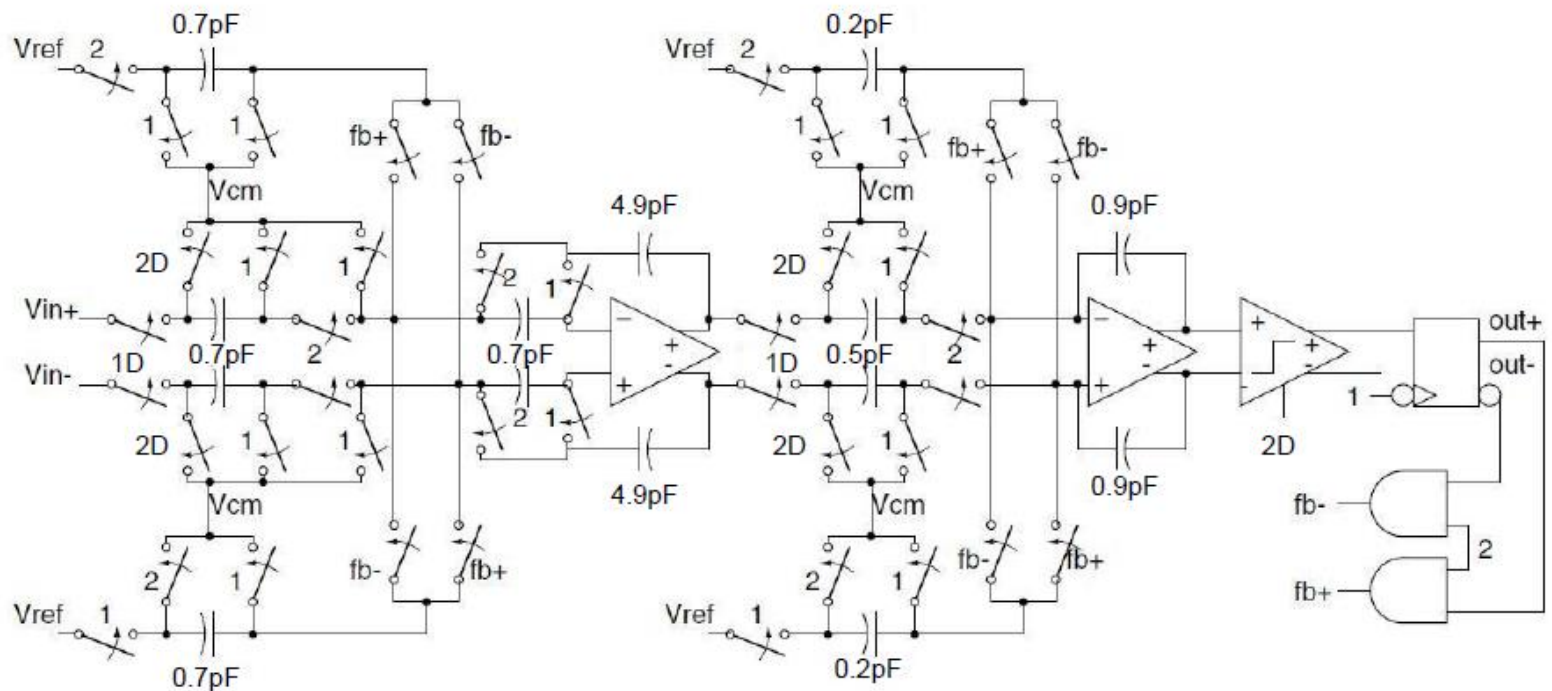 0.7pF 0.2pF
Vref 2 Vref 2
1 1 fb+ fb- 1 1 fb+ fb-
Vcm Vcm
4.9pF 0.9pF
2D 1 1 2 1 2D 1
Vin+ out+
0.7pF 2 0.7pF 0.5pF 2
1D 1D out-
Vin-
1
2D 1 1 2 1 2D 1 2D
4.9pF 0.9pF
Vcm Vcm
fb-
2
2 1 fb- fb+ 2 1 fb- fb+
fb+
Vref 1 Vref 1
0.7pF 0.2pF